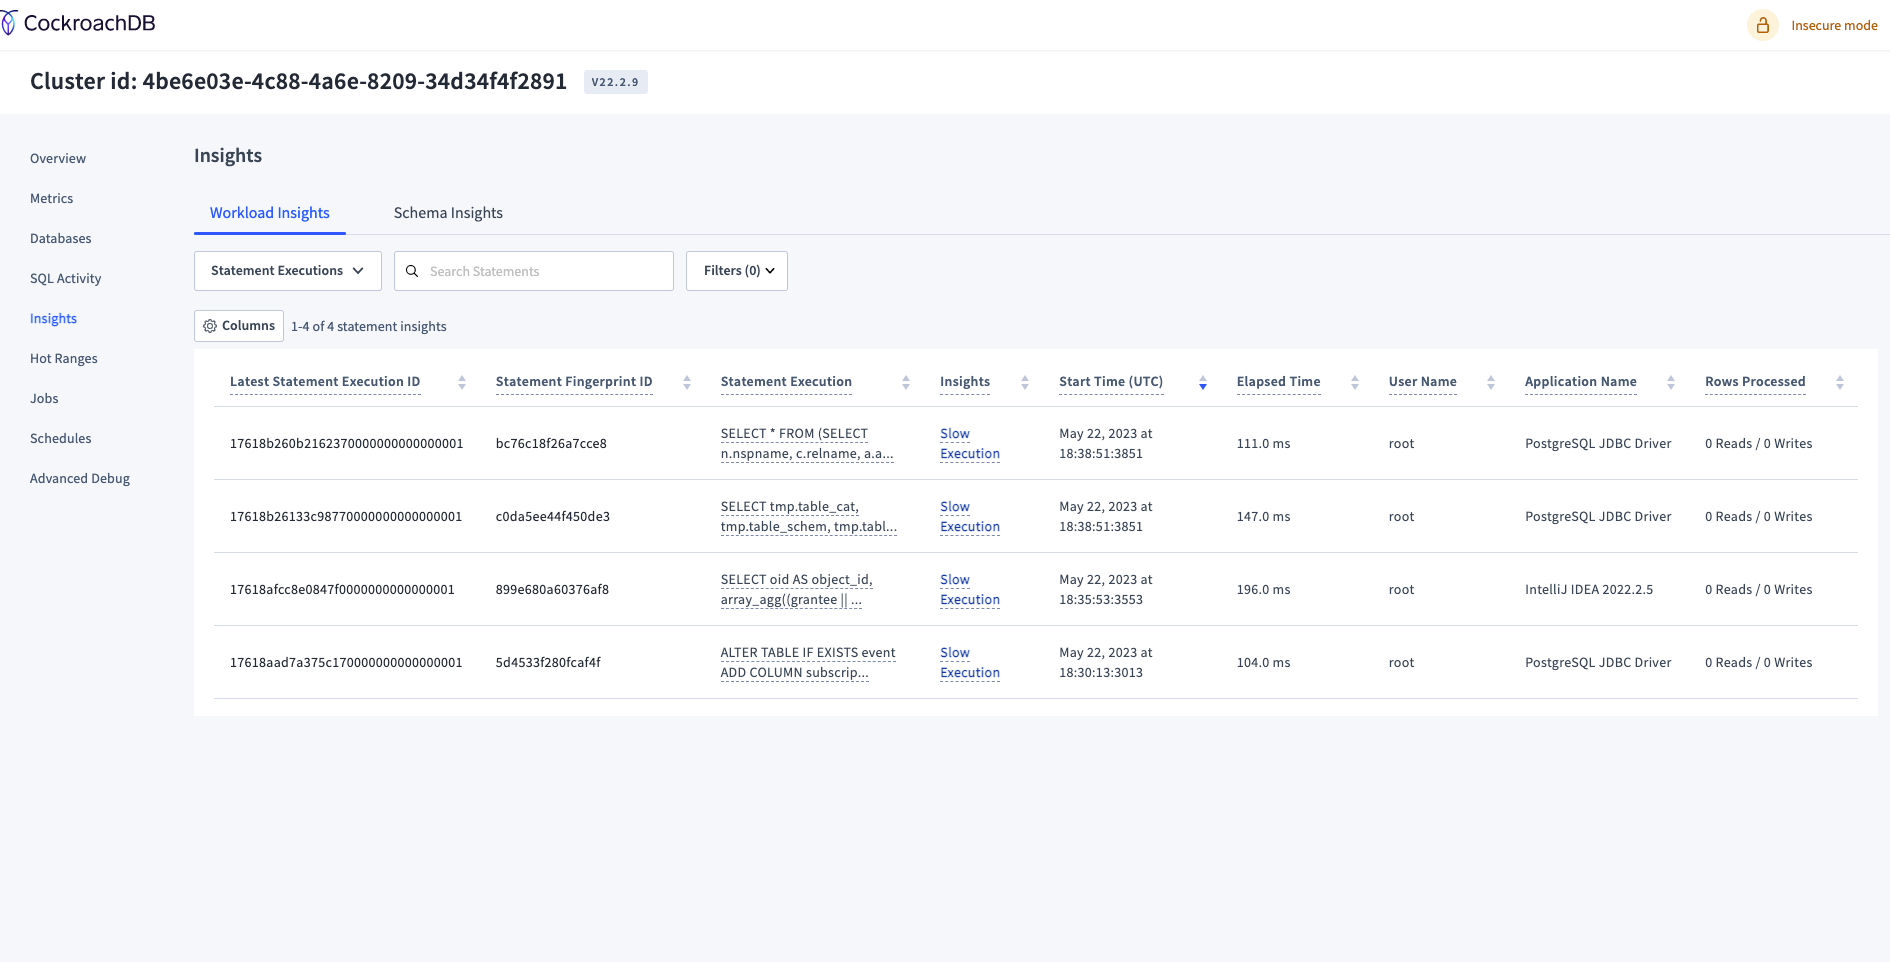 CockroachDB
Insecure mode
Cluster id: 4be6e03e-4c88-4a6e-8209-34d34f4f2891 V22.2.9
Overview
Metrics
Databases
SQL Activity
Insights
Hot Ranges
Jobs
Schedules
Advanced Debug
Insights
Workload Insights Schema Insights
Statement Executions Search Statements Filters (0)
Columns 1-4 of 4 statement insights
Latest Statement Execution ID Statement Fingerprint ID Statement Execution Insights Start Time (UTC) Elapsed Time User Name Application Name Rows Processed
17618b260b2162370000000000000001 bc76c18f26a7cce8 SELECT * FROM (SELECT n.nspname, c.relname, a.a... Slow Execution May 22, 2023 at 18:38:51:3851 111.0 ms root PostgreSQL JDBC Driver 0 Reads / 0 Writes
17618b26133c98770000000000000001 c0da5ee44f450de3 SELECT tmp.table_cat, tmp.table_schem, tmp.tabl... Slow Execution May 22, 2023 at 18:38:51:3851 147.0 ms root PostgreSQL JDBC Driver 0 Reads / 0 Writes
17618afcc8e0847f0000000000000001 899e680a60376af8 SELECT oid AS object_id, array_agg((grantee || ... Slow Execution May 22, 2023 at 18:35:53:3553 196.0 ms root IntelliJ IDEA 2022.2.5 0 Reads / 0 Writes
17618aad7a375c170000000000000001 5d4533f280fcaf4f ALTER TABLE IF EXISTS event ADD COLUMN subscrip... Slow Execution May 22, 2023 at 18:30:13:3013 104.0 ms root PostgreSQL JDBC Driver 0 Reads / 0 Writes